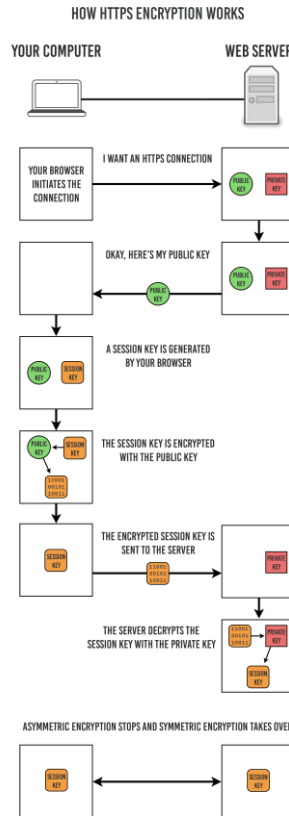 HOW HTTPS ENCRYPTION WORKS
YOUR COMPUTER
WEB SERVER
YOUR BROWSER
INITIATES THE
CONNECTION
I WANT AN HTTPS CONNECTION
PUBLIC
KEY
PRIVATE
KEY
OKAY, HERE'S MY PUBLIC KEY
PUBLIC
KEY
PUBLIC
KEY
PRIVATE
KEY
PUBLIC
KEY
SESSION
KEY
A SESSION KEY IS GENERATED
BY YOUR BROWSER
PUBLIC
KEY
SESSION
KEY
11001
00101
10011
THE SESSION KEY IS ENCRYPTED
WITH THE PUBLIC KEY
SESSION
KEY
THE ENCRYPTED SESSION KEY IS
SENT TO THE SERVER
11001
00101
10011
PRIVATE
KEY
THE SERVER DECRYPTS THE
SESSION KEY WITH THE PRIVATE KEY
11001
00101
10011
PRIVATE
KEY
SESSION
KEY
ASYMMETRIC ENCRYPTION STOPS AND SYMMETRIC ENCRYPTION TAKES OVER
SESSION
KEY
SESSION
KEY